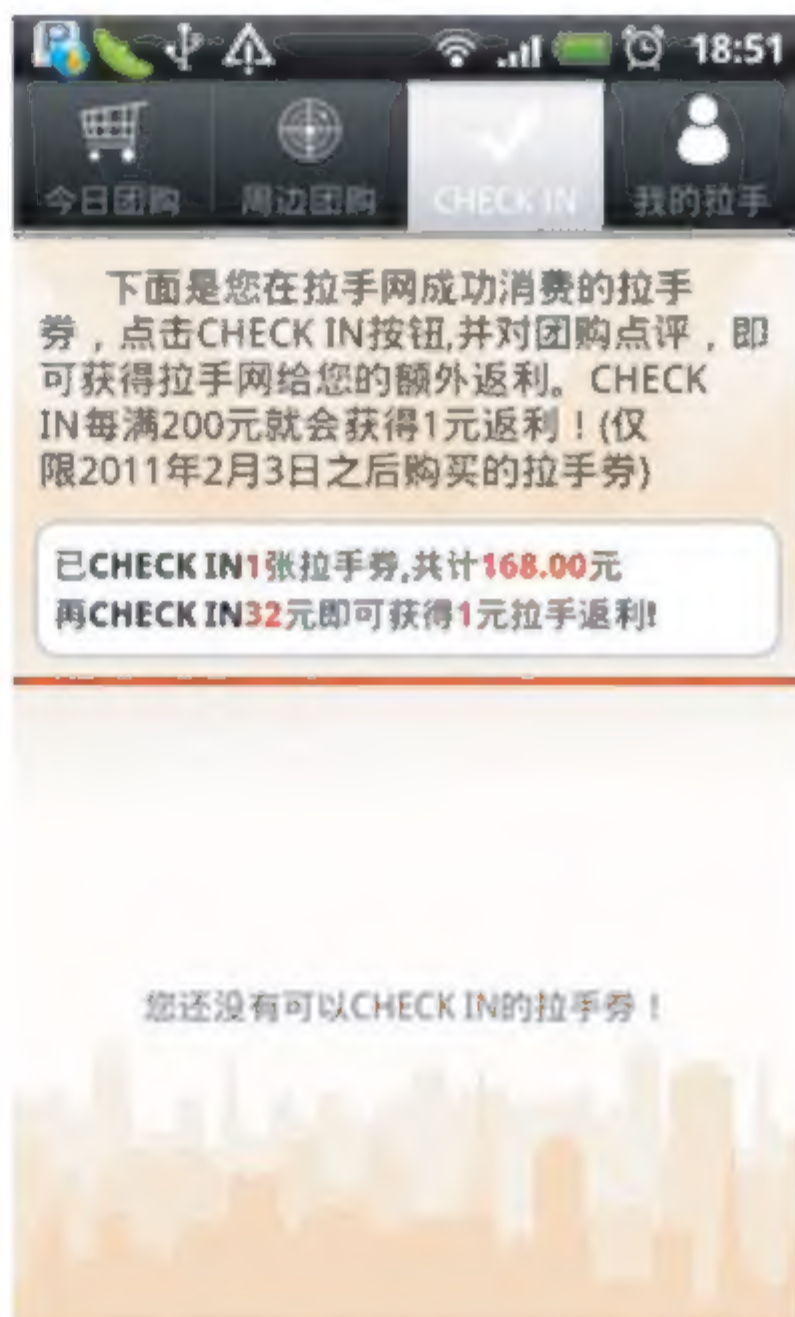 18:51
今日团购 周边团购 CHECK IN 我的拉手
下面是您在拉手网成功消费的拉手
券，点击CHECK IN按钮,并对团购点评，即
可获得拉手网给您的额外返利。CHECK
IN每满200元就会获得1元返利！(仅
限2011年2月3日之后购买的拉手券)
已CHECK IN1张拉手券,共计168.00元
再CHECK IN32元即可获得1元拉手返利!
您还没有可以CHECK IN的拉手券！